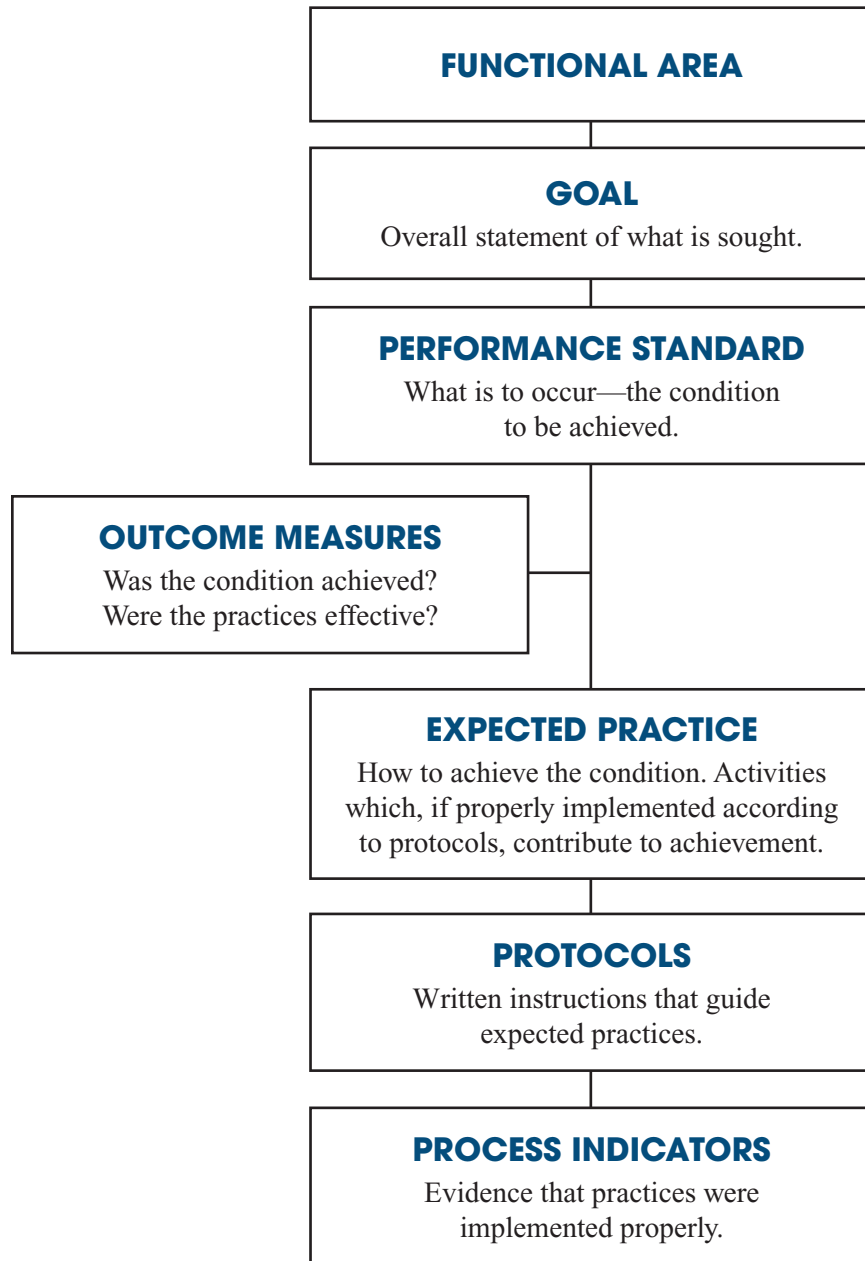 FUNCTIONAL AREA
GOAL
Overall statement of what is sought.
PERFORMANCE STANDARD
What is to occur—the condition
to be achieved.
OUTCOME MEASURES
Was the condition achieved?
Were the practices effective?
EXPECTED PRACTICE
How to achieve the condition. Activities
which, if properly implemented according
to protocols, contribute to achievement.
PROTOCOLS
Written instructions that guide
expected practices.
PROCESS INDICATORS
Evidence that practices were
implemented properly.